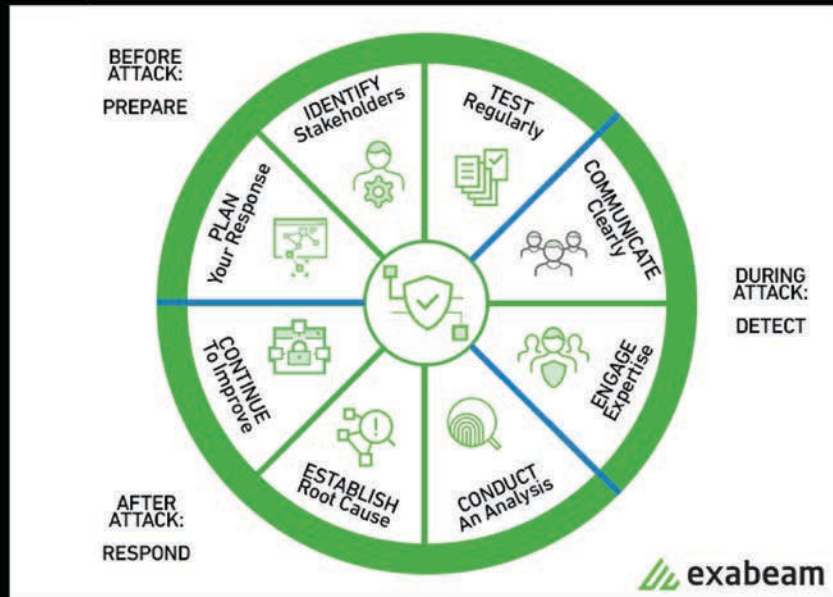 BEFORE
ATTACK:
PREPARE
IDENTIFY
Stakeholders
TEST
Regularly
PLAN
Your Response
COMMUNICATE
Clearly
DURING
ATTACK:
DETECT
CONTINUE
To Improve
ENGAGE
Expertise
ESTABLISH
Root Cause
CONDUCT
An Analysis
AFTER
ATTACK:
RESPOND
exabeam